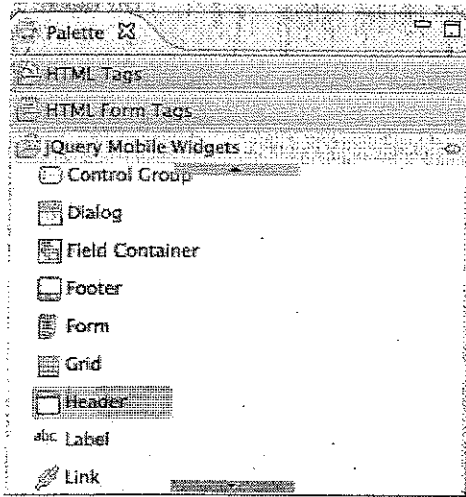 Palette
HTML Tags
HTML Form Tags
jQuery Mobile Widgets
Control Group
Dialog
Field Container
Footer
Form
Grid
Header
abc Label
Link